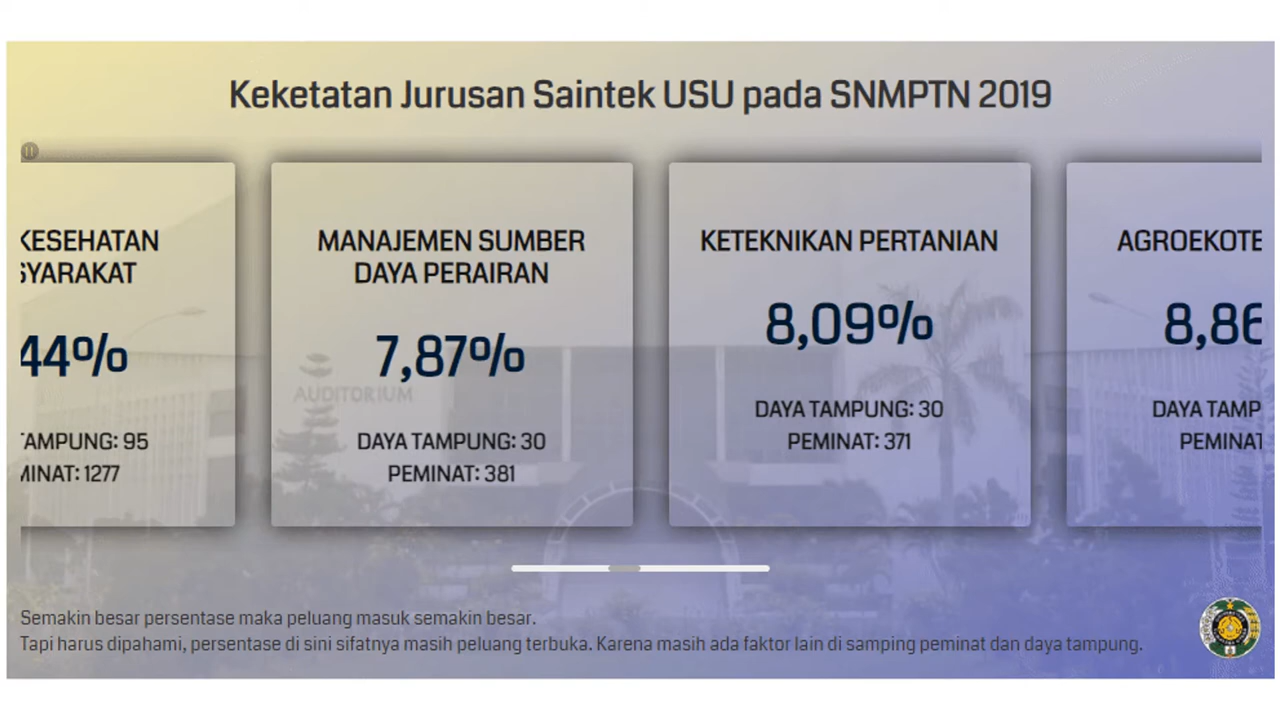 Keketatan Jurusan Saintek USU pada SNMPTN 2019
KESEHATAN
SYARAKAT
44%
TAMPUNG: 95
MINAT: 1277
MANAJEMEN SUMBER
DAYA PERAIRAN
7,87%
DAYA TAMPUNG: 30
PEMINAT: 381
KETEKNIKAN PERTANIAN
8,09%
DAYA TAMPUNG: 30
PEMINAT: 371
AGROEKOTE
8,86
DAYA TAMP
PEMINAT
AUDITORIUM
Semakin besar persentase maka peluang masuk semakin besar.
Tapi harus dipahami, persentase di sini sifatnya masih peluang terbuka. Karena masih ada faktor lain di samping peminat dan daya tampung.